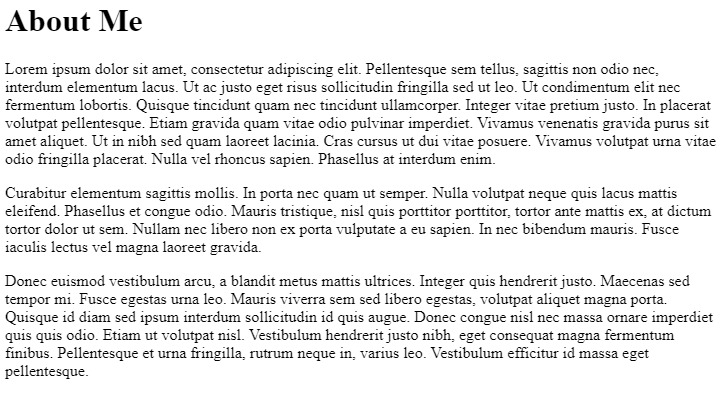 About Me
Lorem ipsum dolor sit amet, consectetur adipiscing elit. Pellentesque sem tellus, sagittis non odio nec,
interdum elementum lacus. Ut ac justo eget risus sollicitudin fringilla sed ut leo. Ut condimentum elit nec
fermentum lobortis. Quisque tincidunt quam nec tincidunt ullamcorper. Integer vitae pretium justo. In placerat
volutpat pellentesque. Etiam gravida quam vitae odio pulvinar imperdiet. Vivamus venenatis gravida purus sit
amet aliquet. Ut in nibh sed quam laoreet lacinia. Cras cursus ut dui vitae posuere. Vivamus volutpat urna vitae
odio fringilla placerat. Nulla vel rhoncus sapien. Phasellus at interdum enim.
Curabitur elementum sagittis mollis. In porta nec quam ut semper. Nulla volutpat neque quis lacus mattis
eleifend. Phasellus et congue odio. Mauris tristique, nisl quis porttitor porttitor, tortor ante mattis ex, at dictum
tortor dolor ut sem. Nullam nec libero non ex porta vulputate a eu sapien. In nec bibendum mauris. Fusce
iaculis lectus vel magna laoreet gravida.
Donec euismod vestibulum arcu, a blandit metus mattis ultrices. Integer quis hendrerit justo. Maecenas sed
tempor mi. Fusce egestas urna leo. Mauris viverra sem sed libero egestas, volutpat aliquet magna porta.
Quisque id diam sed ipsum interdum sollicitudin id quis augue. Donec congue nisl nec massa ornare imperdiet
quis quis odio. Etiam ut volutpat nisl. Vestibulum hendrerit justo nibh, eget consequat magna fermentum
finibus. Pellentesque et urna fringilla, rutrum neque in, varius leo. Vestibulum efficitur id massa eget
pellentesque.